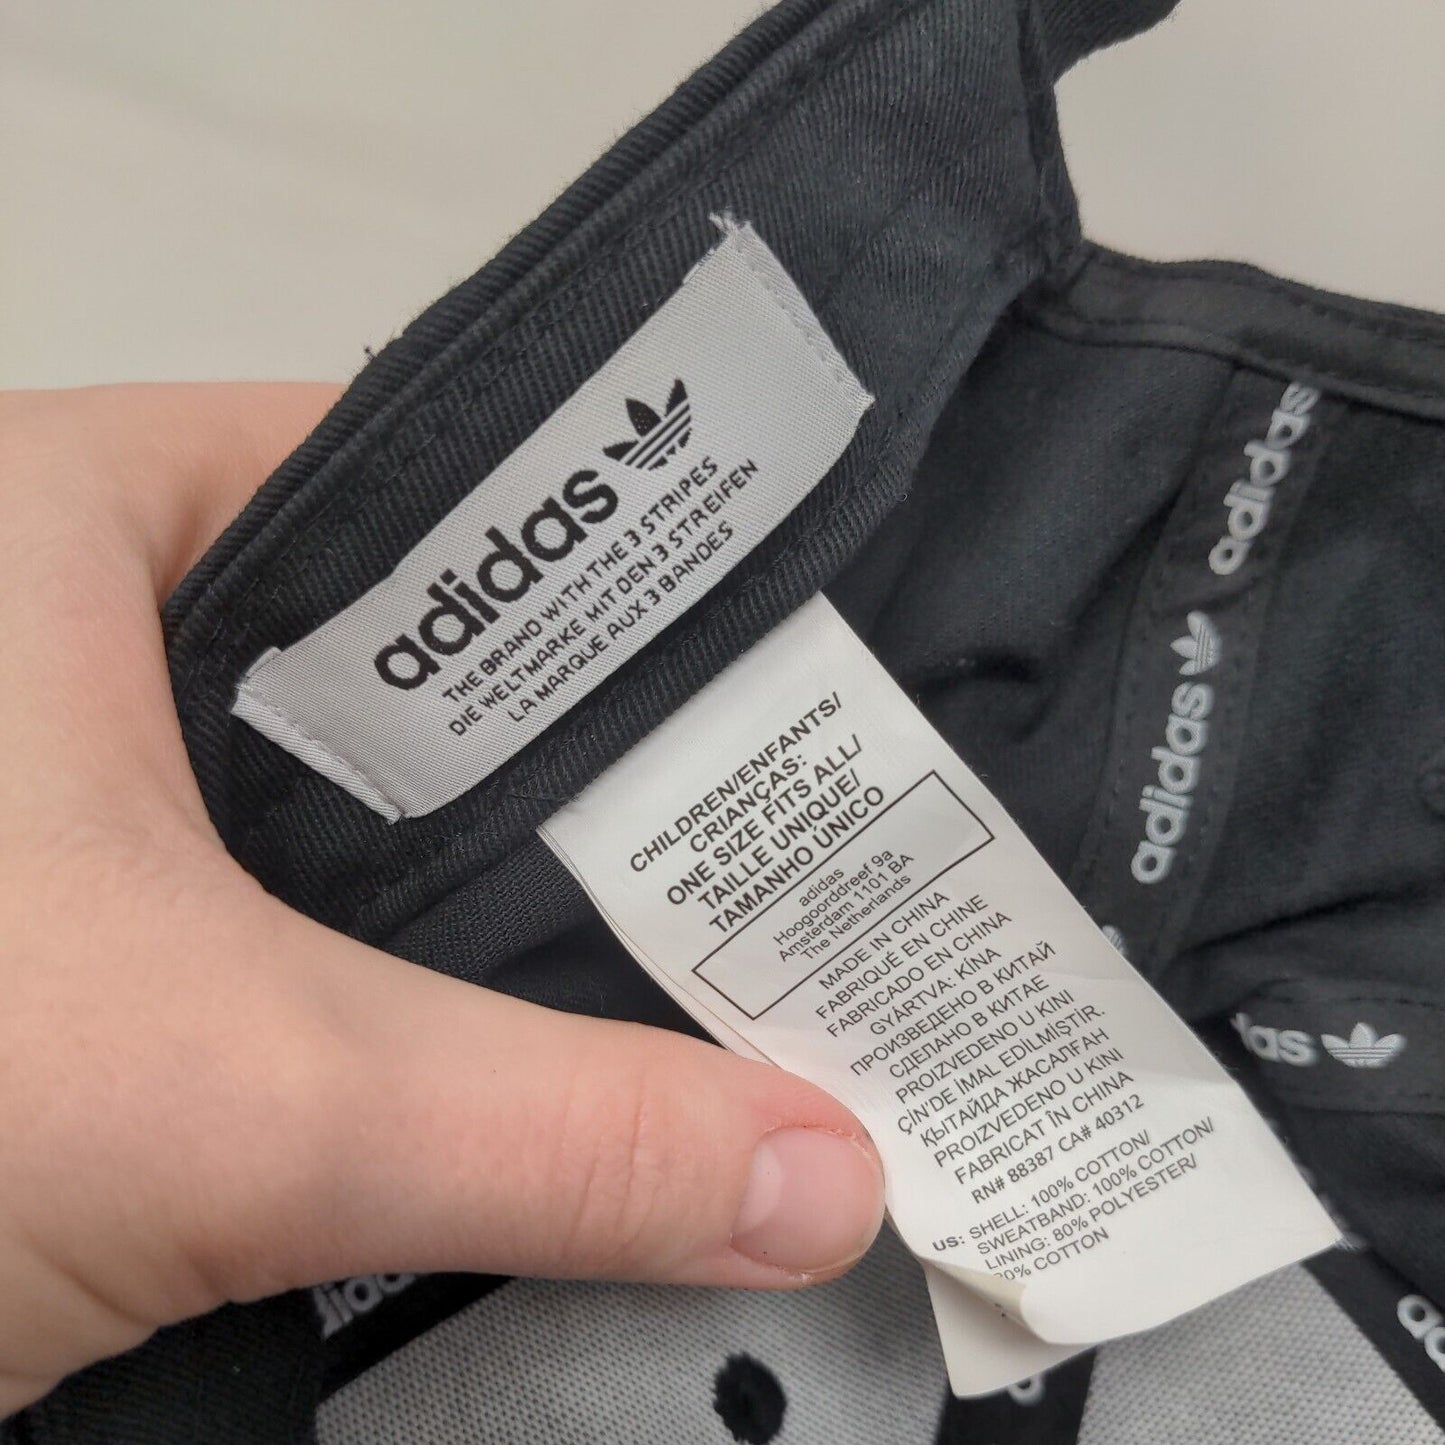 adidas
THE BRAND WITH THE 3 STRIPES
DIE WELTMARKE MIT DEN 3 STREIFEN
LA MARQUE AUX 3 BANDES
CHILDREN/ENFANTS/
CRIANÇAS:
ONE SIZE FITS ALL/
TAILLE UNIQUE/
TAMANHO ÚNICO
adidas
Hoogoorddreef 9a
Amsterdam 1101 BA
The Netherlands
MADE IN CHINA
FABRIQUÉ EN CHINE
FABRICADO EN CHINA
GYÁRTVA: KÍNA
ПРОИЗВЕДЕНО В КИТАЙ
СДЕЛАНО В КИТАЕ
PROIZVEDENO U KINI
ÇİN'DE İMAL EDİLMİŞTİR.
ҚЫТАЙДА ЖАСАЛҒАН
PROIZVEDENO U KINI
FABRICAT ÎN CHINA
RN# 88387 CA# 40312
US: SHELL: 100% COTTON/
SWEATBAND: 100% COTTON/
LINING: 80% POLYESTER/
20% COTTON
adidas
adidas
das
adidas